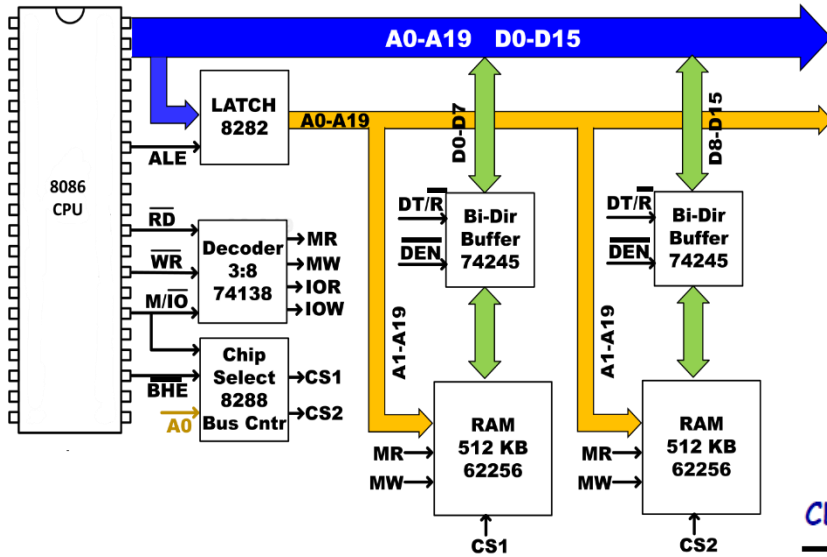 A0-A19 D0-D15
8086
CPU
LATCH
8282
A0-A19
ALE
D0-D7
D8-D15
RD
WR
M/IO
BHE
A0
Decoder
3:8
74138
MR
MW
IOR
IOW
Chip
Select
8288
Bus Cntr
CS1
CS2
DT/R
DEN
Bi-Dir
Buffer
74245
DT/R
DEN
Bi-Dir
Buffer
74245
A1-A19
A1-A19
RAM
512 KB
62256
MR
MW
CS1
RAM
512 KB
62256
MR
MW
CS2